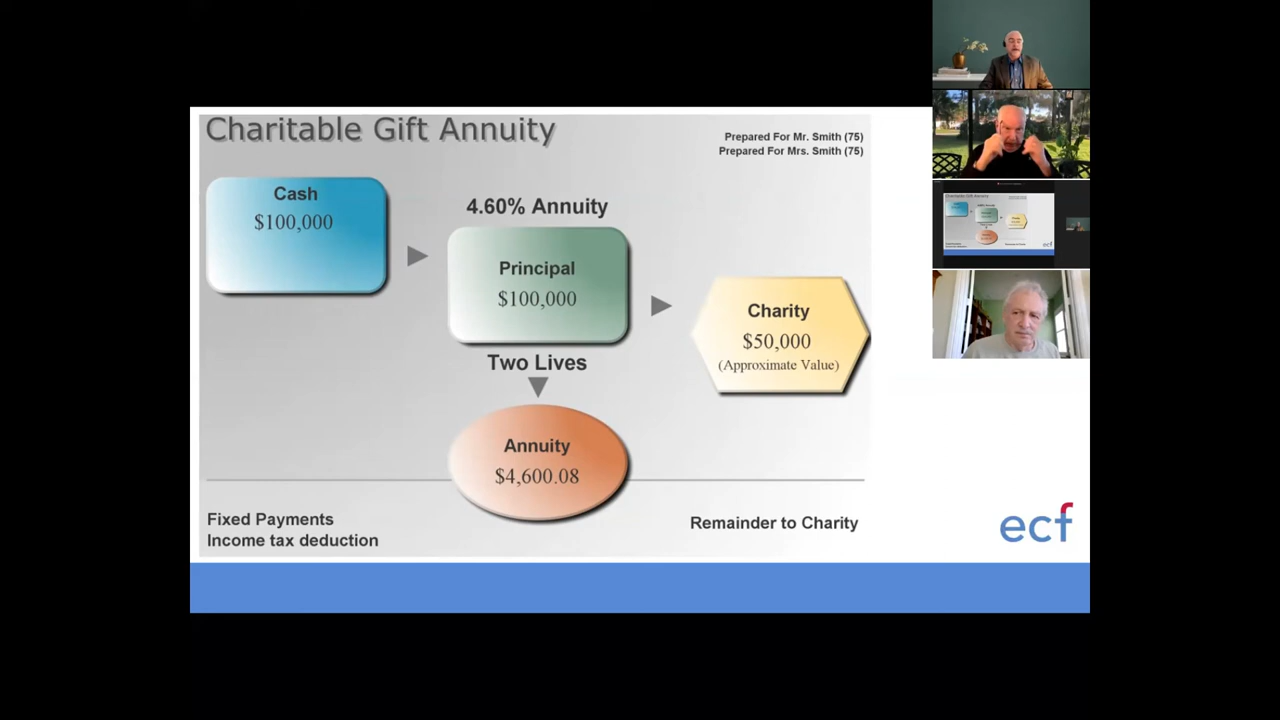 Charitable Gift Annuity
Prepared For Mr. Smith (75)
Prepared For Mrs. Smith (75)
Cash
$100,000
4.60% Annuity
Principal
$100,000
Two Lives
Charity
$50,000
(Approximate Value)
Annuity
$4,600.08
Fixed Payments
Income tax deduction
Remainder to Charity
ecf